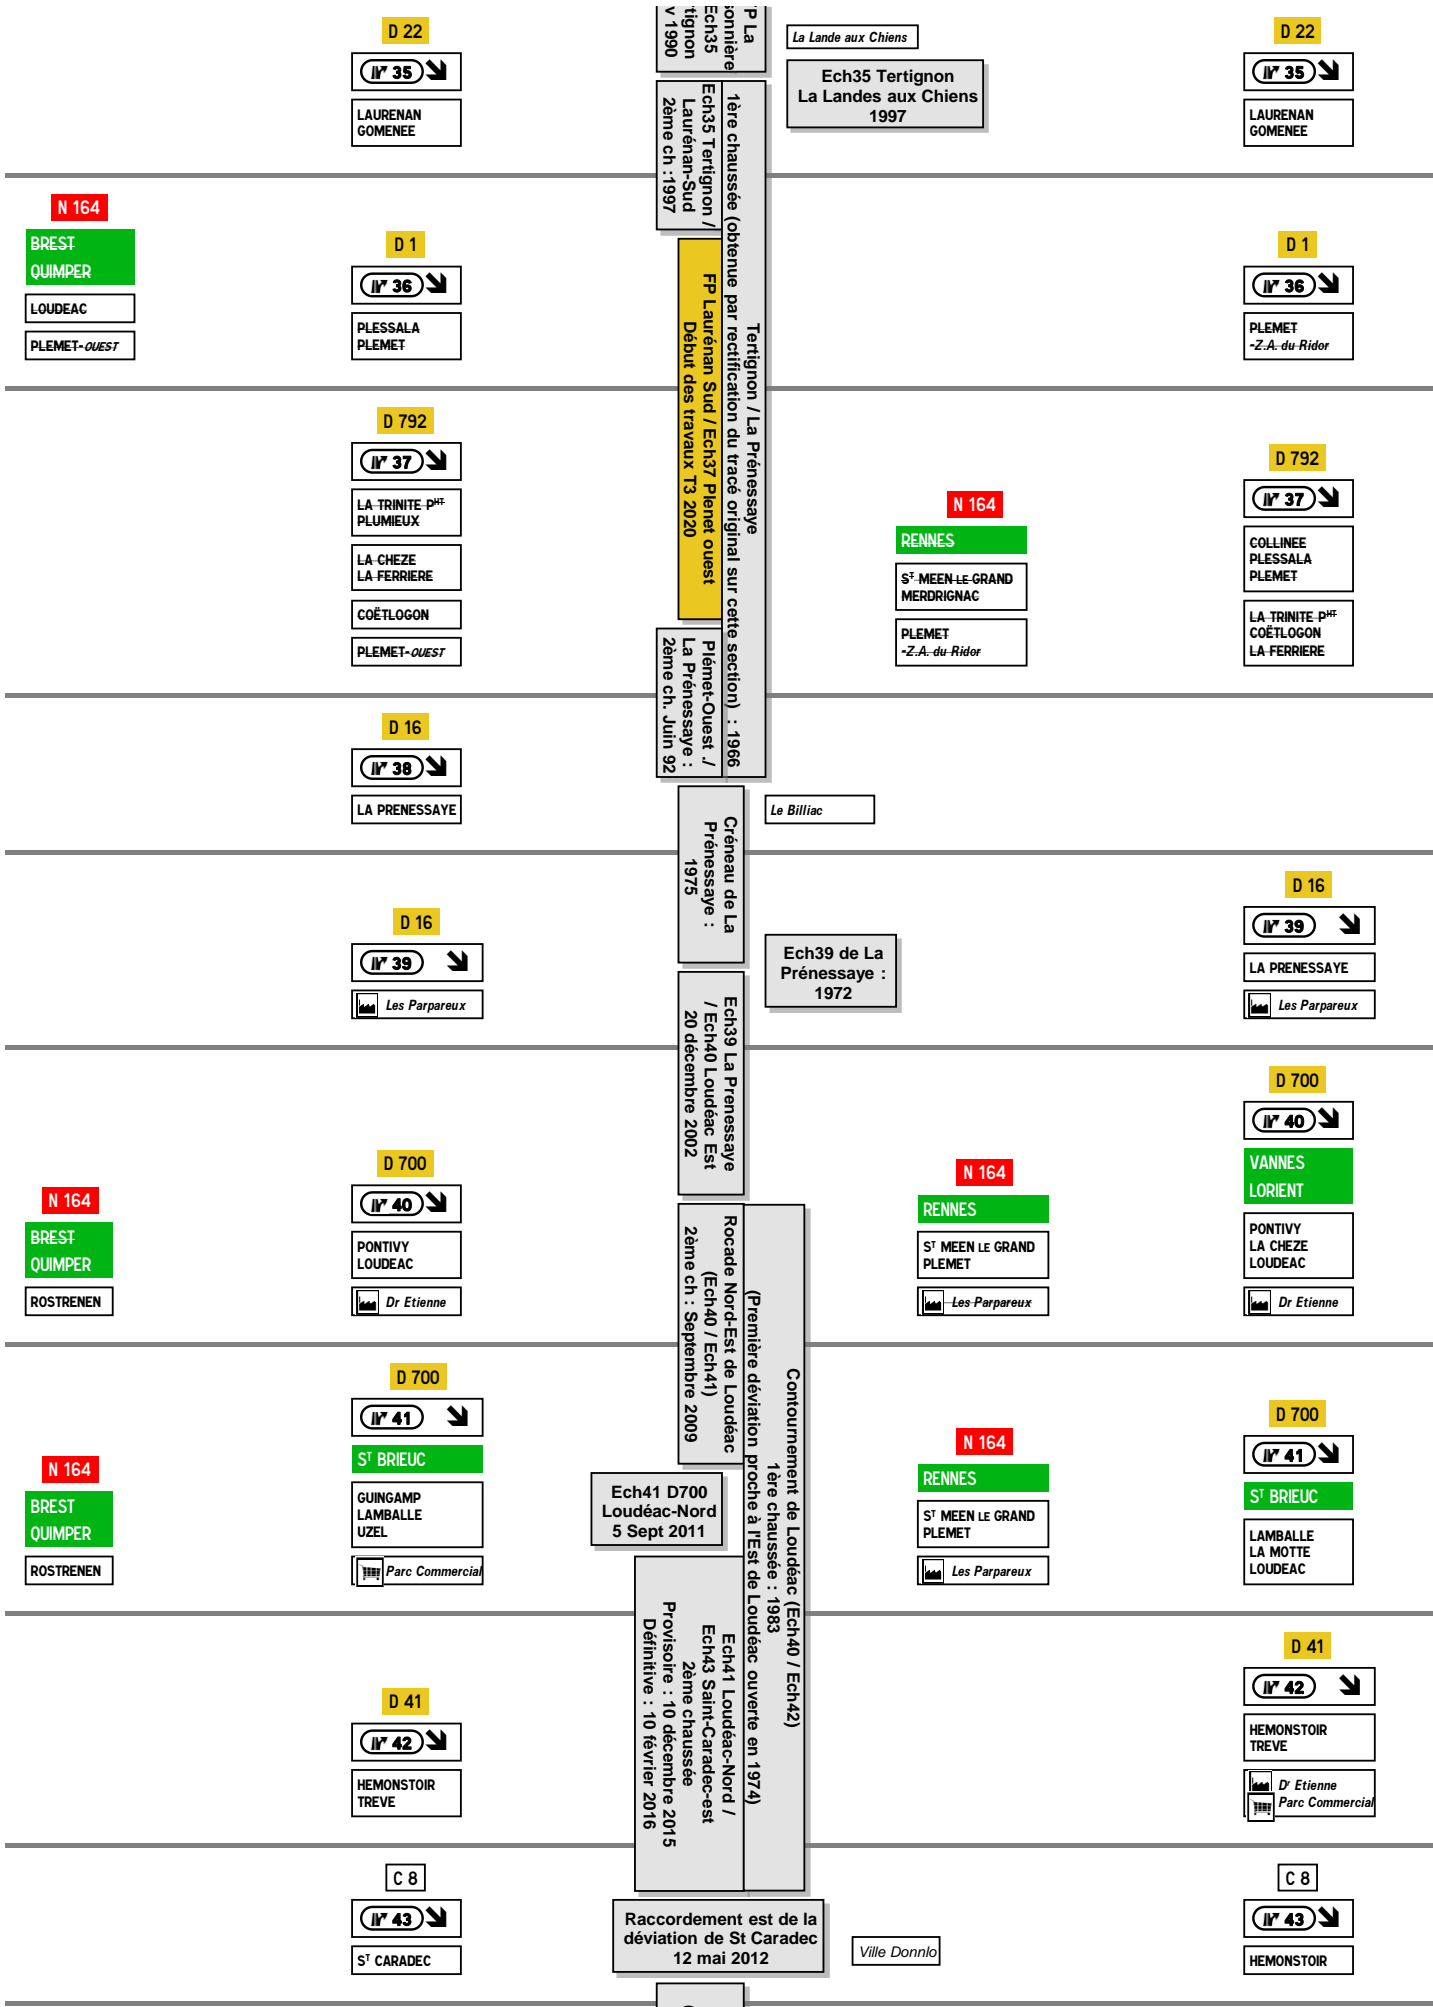 D 22
35
LAURENAN
GOMENEE
P La
sonnière
Ech35
tignon
v 1990
La Lande aux Chiens
Ech35 Tertignon
La Landes aux Chiens
1997
D 22
35
LAURENAN
GOMENEE
Ech35 Tertignon /
Laurénan-Sud
2ème ch :1997
Tertignon / La Prénessaye
1ère chaussée (obtenue par rectification du tracé original sur cette section) : 1966
N 164
BREST
QUIMPER
LOUDEAC
PLEMET-OUEST
D 1
36
PLESSALA
PLEMET
FP Laurénan Sud / Ech37 Plenet ouest
Début des travaux T3 2020
D 1
36
PLEMET
-Z.A. du Ridor
D 792
37
LA TRINITE PHT
PLUMIEUX
LA CHEZE
LA FERRIERE
COËTLOGON
PLEMET-OUEST
N 164
RENNES
ST MEEN LE GRAND
MERDRIGNAC
PLEMET
-Z.A. du Ridor
D 792
37
COLLINEE
PLESSALA
PLEMET
LA TRINITE PHT
COËTLOGON
LA FERRIERE
Plémet-Ouest ./
La Prénessaye :
2ème ch. Juin 92
D 16
38
LA PRENESSAYE
Créneau de La
Prénessaye :
1975
Le Billiac
D 16
39
Les Parpareux
Ech39 de La
Prénessaye :
1972
D 16
39
LA PRENESSAYE
Les Parpareux
Ech39 La Prenessaye
/ Ech40 Loudéac Est
20 décembre 2002
N 164
BREST
QUIMPER
ROSTRENEN
D 700
40
PONTIVY
LOUDEAC
Dr Etienne
Rocade Nord-Est de Loudéac
(Ech40 / Ech41)
2ème ch : Septembre 2009
Contournement de Loudéac (Ech40 / Ech42)
1ère chaussée : 1983
(Première déviation proche à l'Est de Loudéac ouverte en 1974)
N 164
RENNES
ST MEEN LE GRAND
PLEMET
Les Parpareux
D 700
40
VANNES
LORIENT
PONTIVY
LA CHEZE
LOUDEAC
Dr Etienne
N 164
BREST
QUIMPER
ROSTRENEN
D 700
41
ST BRIEUC
GUINGAMP
LAMBALLE
UZEL
Parc Commercial
Ech41 D700
Loudéac-Nord
5 Sept 2011
N 164
RENNES
ST MEEN LE GRAND
PLEMET
Les Parpareux
D 700
41
ST BRIEUC
LAMBALLE
LA MOTTE
LOUDEAC
Ech41 Loudéac-Nord /
Ech43 Saint-Caradec-est
2ème chaussée
Provisoire : 10 décembre 2015
Définitive : 10 février 2016
D 41
42
HEMONSTOIR
TREVE
D 41
42
HEMONSTOIR
TREVE
Dr Etienne
Parc Commercial
C 8
43
ST CARADEC
Raccordement est de la
déviation de St Caradec
12 mai 2012
Ville Donnlo
C 8
43
HEMONSTOIR